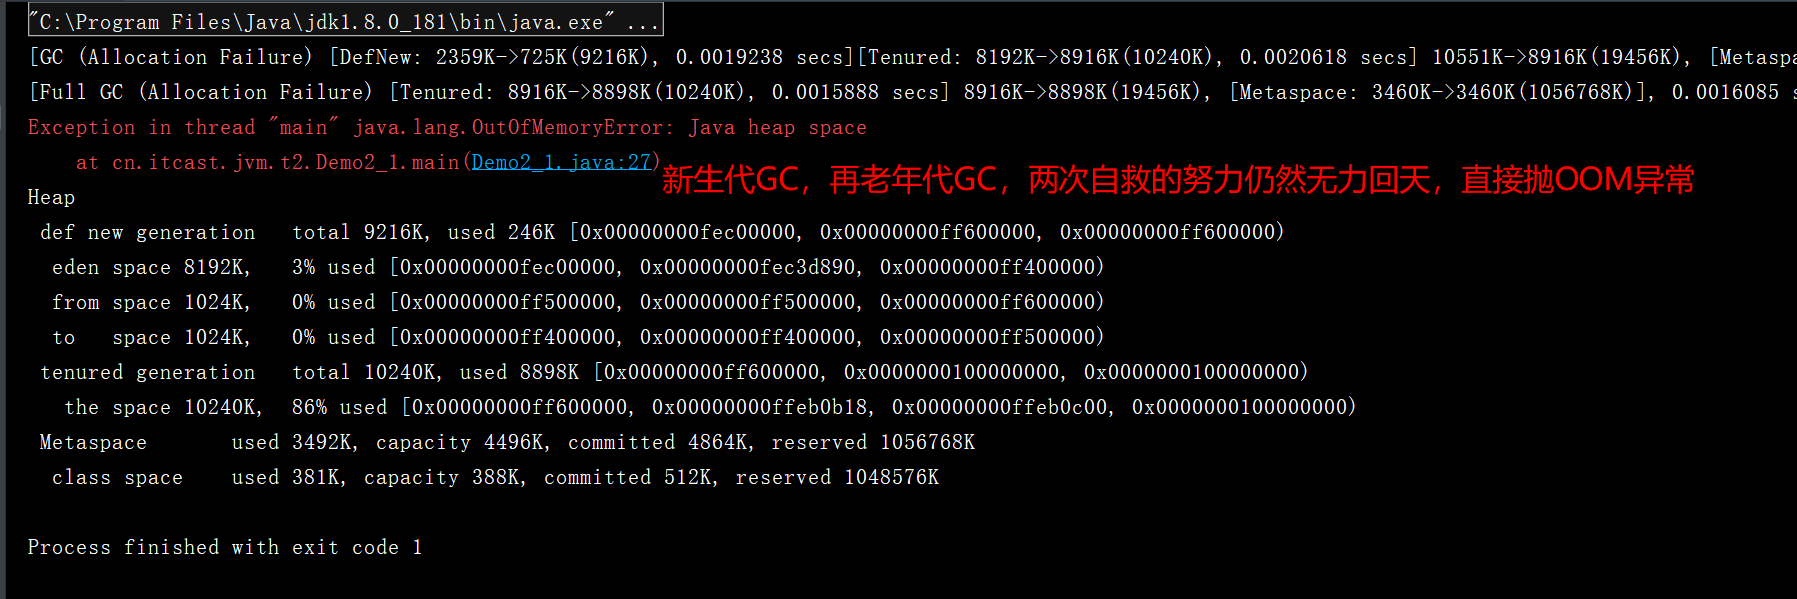 "C:\Program Files\Java\jdk1.8.0_181\bin\java.exe" ...
[GC (Allocation Failure) [DefNew: 2359K->725K(9216K), 0.0019238 secs][Tenured: 8192K->8916K(10240K), 0.0020618 secs] 10551K->8916K(19456K), [Metaspa
[Full GC (Allocation Failure) [Tenured: 8916K->8898K(10240K), 0.0015888 secs] 8916K->8898K(19456K), [Metaspace: 3460K->3460K(1056768K)], 0.0016085 s
Exception in thread "main" java.lang.OutOfMemoryError: Java heap space
at cn.itcast.jvm.t2.Demo2_1.main(Demo2_1.java:27)
新生代GC，再老年代GC，两次自救的努力仍然无力回天，直接抛OOM异常
Heap
def new generation total 9216K, used 246K [0x00000000fec00000, 0x00000000ff600000, 0x00000000ff600000)
eden space 8192K, 3% used [0x00000000fec00000, 0x00000000fec3d890, 0x00000000ff400000)
from space 1024K, 0% used [0x00000000ff500000, 0x00000000ff500000, 0x00000000ff600000)
to space 1024K, 0% used [0x00000000ff400000, 0x00000000ff400000, 0x00000000ff500000)
tenured generation total 10240K, used 8898K [0x00000000ff600000, 0x0000000100000000, 0x0000000100000000)
the space 10240K, 86% used [0x00000000ff600000, 0x00000000ffeb0b18, 0x00000000ffeb0c00, 0x0000000100000000)
Metaspace used 3492K, capacity 4496K, committed 4864K, reserved 1056768K
class space used 381K, capacity 388K, committed 512K, reserved 1048576K
Process finished with exit code 1